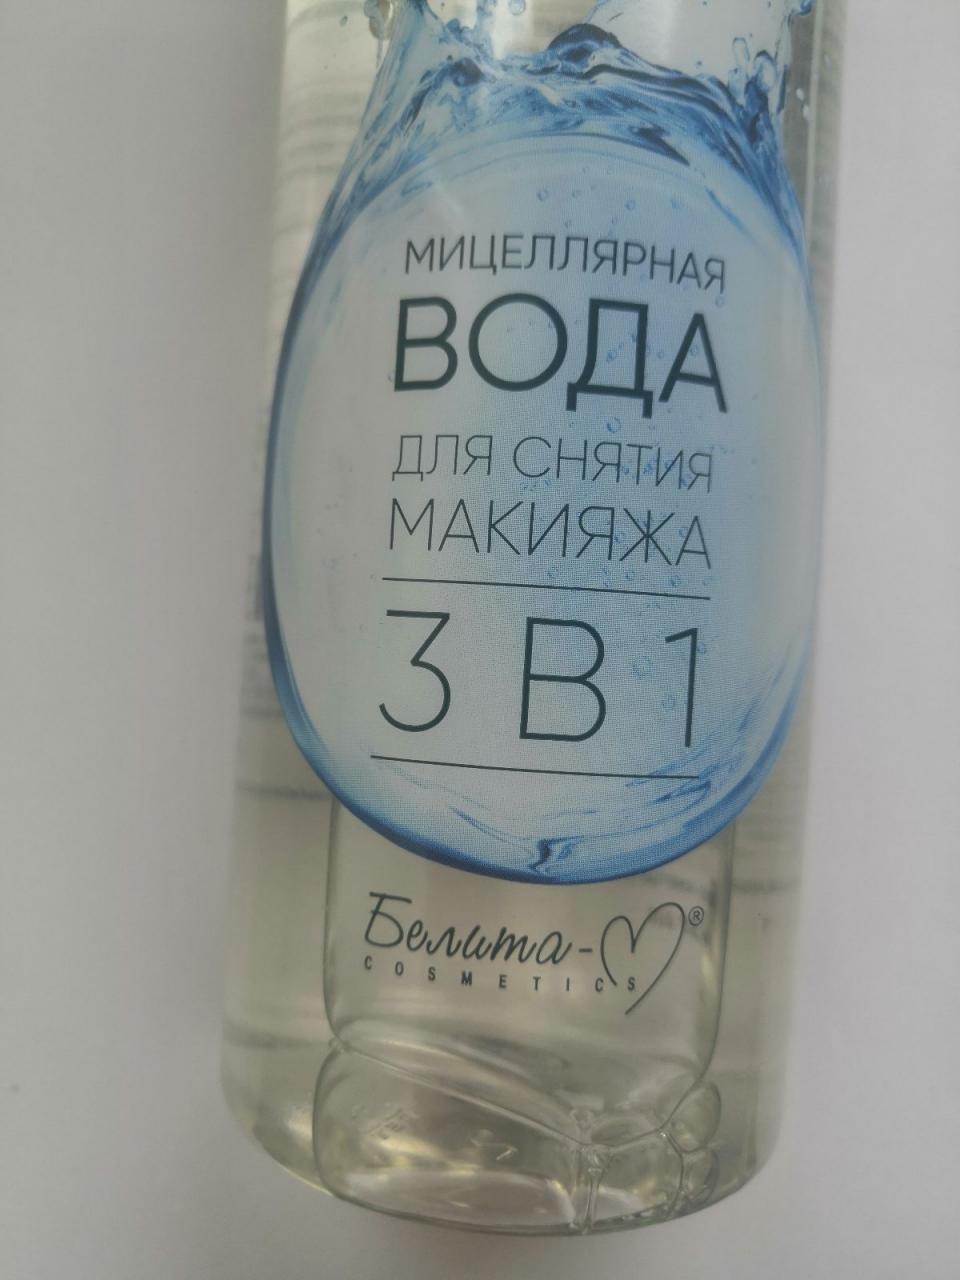 МИЦЕЛЛЯРНАЯ
ВОДА
ДЛЯ СНЯТИЯ
МАКИЯЖА
3 В 1
Белита-М®
COSMETICS